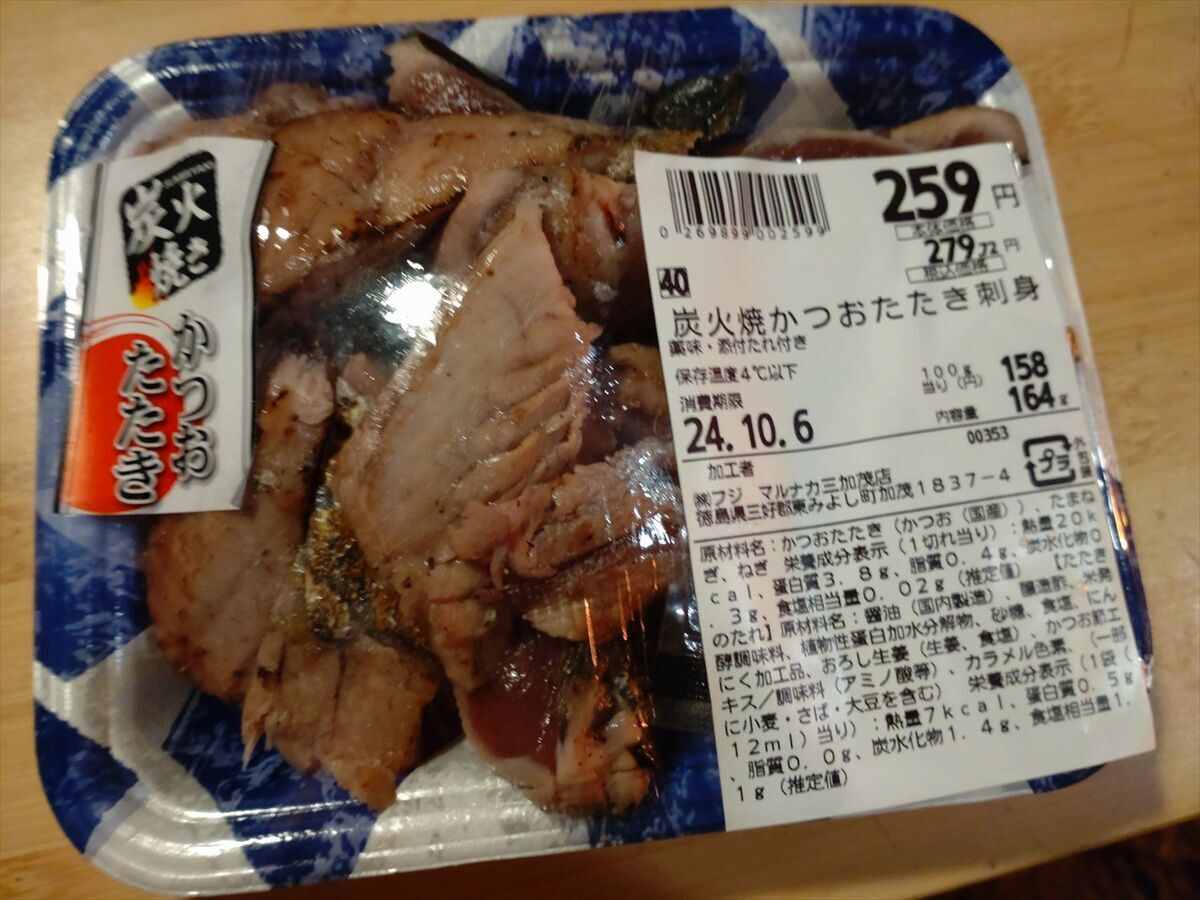 炭火
焼き
かつお
たたき
0 269899 002599
259円
本体価格
279.72円
税込価格
40
炭火焼かつおたたき刺身
薬味・添付たれ付き
保存温度4℃以下
100g
当り(円) 158
消費期限
24.10.6
内容量 164g
00353
プラ
加工者
㈱フジ マルナカ三加茂店
徳島県三好郡東みよし町加茂1837-4
原材料名:かつおたたき(かつお(国産))、たまね
ぎ、ねぎ 栄養成分表示(1切れ当り):熱量20k
cal、蛋白質3.8g、脂質0.4g、炭水化物0
.3g、食塩相当量0.02g(推定値) 【たたき
のたれ】原材料名:醤油(国内製造)、醸造酢、米発
酵調味料、植物性蛋白加水分解物、砂糖、食塩、にん
にく加工品、おろし生姜(生姜、食塩)、かつお節エ
キス/調味料(アミノ酸等)、カラメル色素、(一部
に小麦・さば・大豆を含む) 栄養成分表示(1袋(
12ml)当り):熱量7kcal、蛋白質0.5g
、脂質0.0g、炭水化物1.4g、食塩相当量1.
1g(推定値)